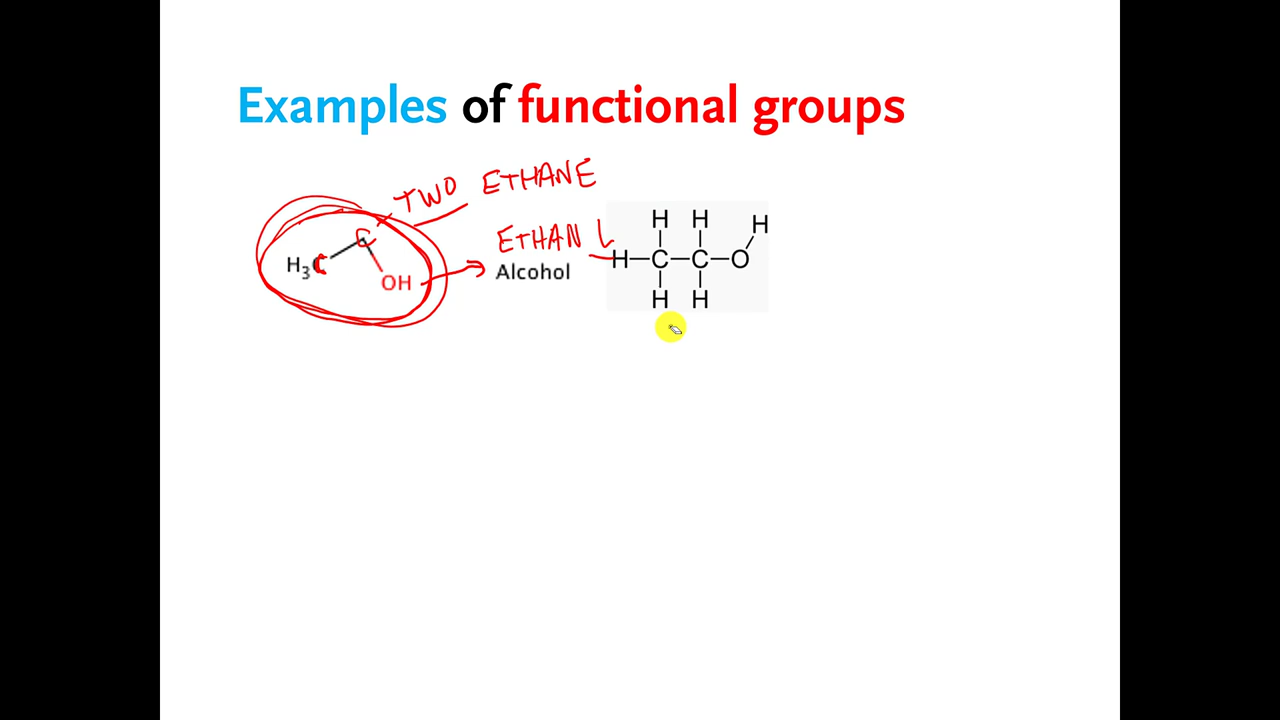 Examples of functional groups
TWO ETHANE
C
H₃C
OH
ETHAN L
Alcohol
H H H
H C C O
H H